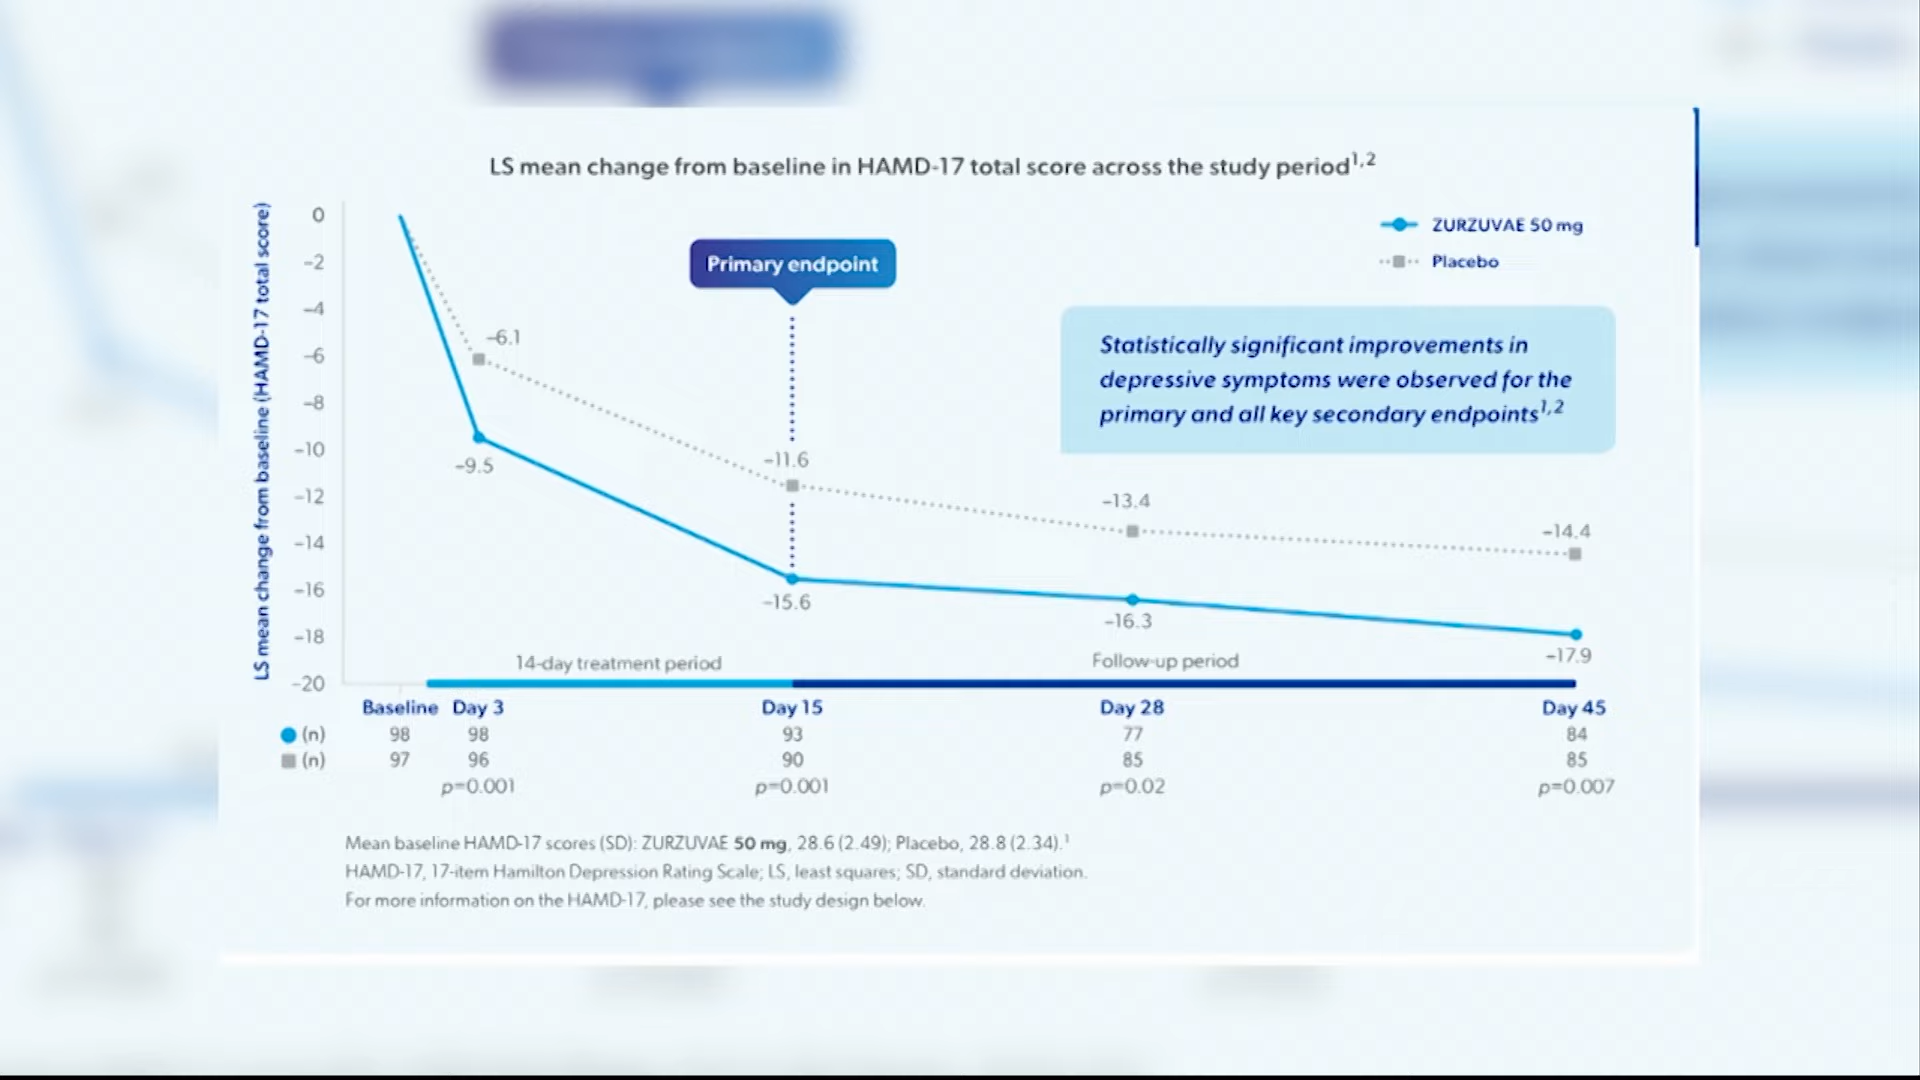 LS mean change from baseline in HAMD-17 total score across the study period1,2
LS mean change from baseline (HAMD-17 total score)
0
–2
–4
–6
–8
–10
–12
–14
–16
–18
–20
ZURZUVAE 50 mg
Placebo
Primary endpoint
Statistically significant improvements in
depressive symptoms were observed for the
primary and all key secondary endpoints1,2
–6.1
–11.6
–13.4
–14.4
–9.5
–15.6
–16.3
–17.9
14-day treatment period
Follow-up period
Baseline Day 3 Day 15 Day 28 Day 45
(n) 98 98 93 77 84
(n) 97 96 90 85 85
p=0.001 p=0.001 p=0.02 p=0.007
Mean baseline HAMD-17 scores (SD): ZURZUVAE 50 mg, 28.6 (2.49); Placebo, 28.8 (2.34).1
HAMD-17, 17-item Hamilton Depression Rating Scale; LS, least squares; SD, standard deviation.
For more information on the HAMD-17, please see the study design below.